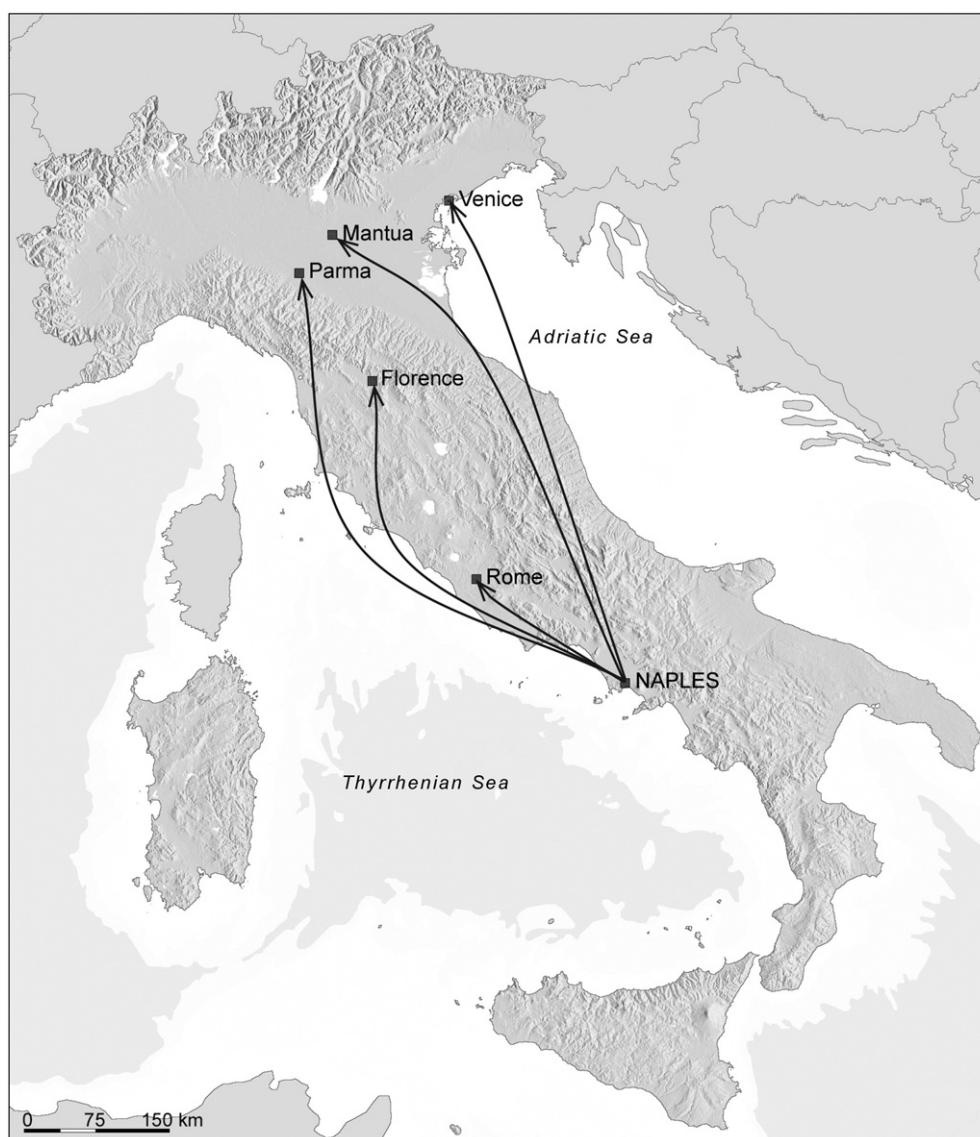 Venice
Mantua
Parma
Adriatic Sea
Florence
Rome
NAPLES
Thyrrhenian Sea
0 75 150 km